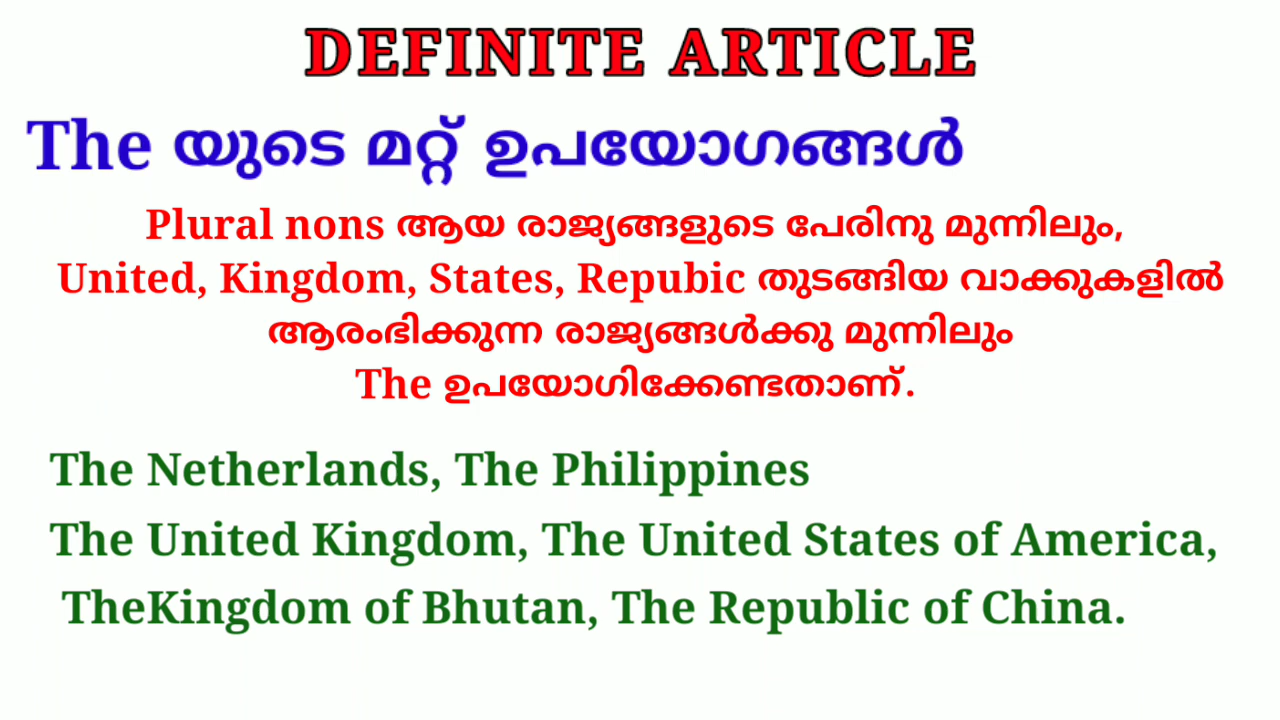 DEFINITE ARTICLE
The യുടെ മറ്റ് ഉപയോഗങ്ങൾ
Plural nons ആയ രാജ്യങ്ങളുടെ പേരിനു മുന്നിലും,
United, Kingdom, States, Repubic തുടങ്ങിയ വാക്കുകളിൽ
ആരംഭിക്കുന്ന രാജ്യങ്ങൾക്കു മുന്നിലും
The ഉപയോഗിക്കേണ്ടതാണ്.
The Netherlands, The Philippines
The United Kingdom, The United States of America,
TheKingdom of Bhutan, The Republic of China.